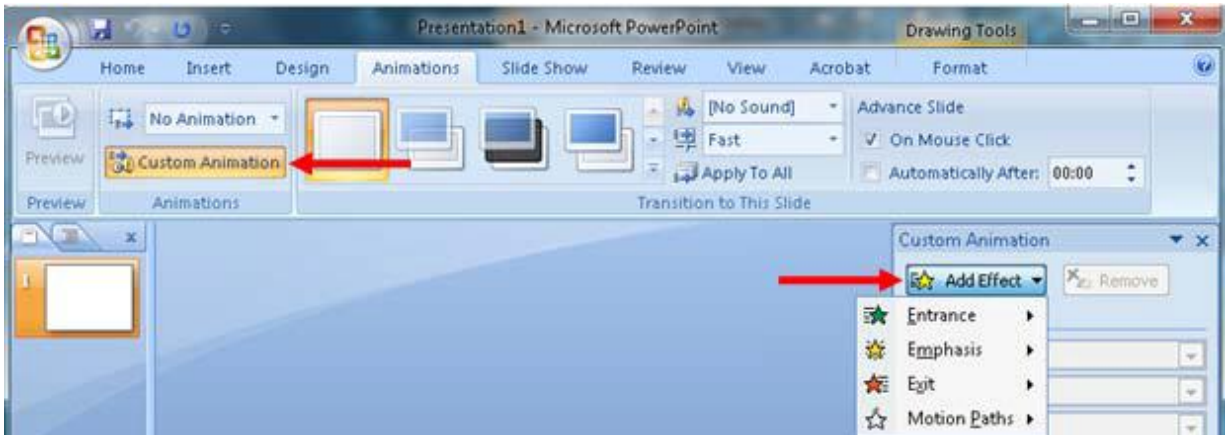 Presentation1 - Microsoft PowerPoint Drawing Tools
Home Insert Design Animations Slide Show Review View Acrobat Format
No Animation [No Sound] Advance Slide
Fast On Mouse Click
Preview Custom Animation Apply To All Automatically After: 00:00
Preview Animations Transition to This Slide
Custom Animation
1 Add Effect Remove
Entrance
Emphasis
Exit
Motion Paths